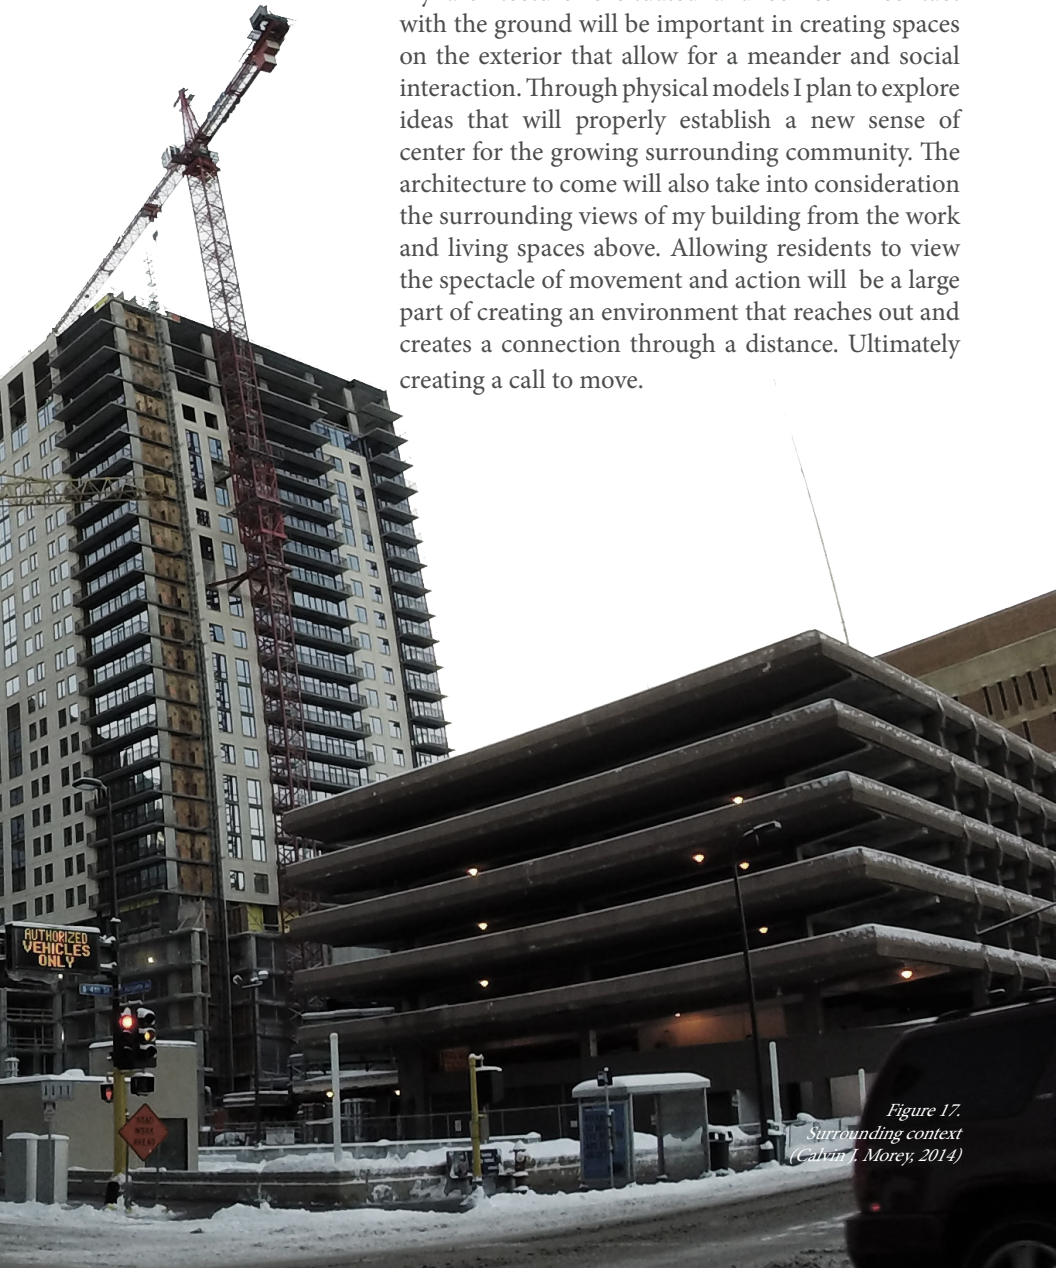 with the ground will be important in creating spaces
on the exterior that allow for a meander and social
interaction. Through physical models I plan to explore
ideas that will properly establish a new sense of
center for the growing surrounding community. The
architecture to come will also take into consideration
the surrounding views of my building from the work
and living spaces above. Allowing residents to view
the spectacle of movement and action will  be a large
part of creating an environment that reaches out and
creates a connection through a distance. Ultimately
creating a call to move.
AUTHORIZED
VEHICLES
ONLY
ROAD
WORK
AHEAD
Figure 17.
Surrounding context
(Calvin J. Morey, 2014)